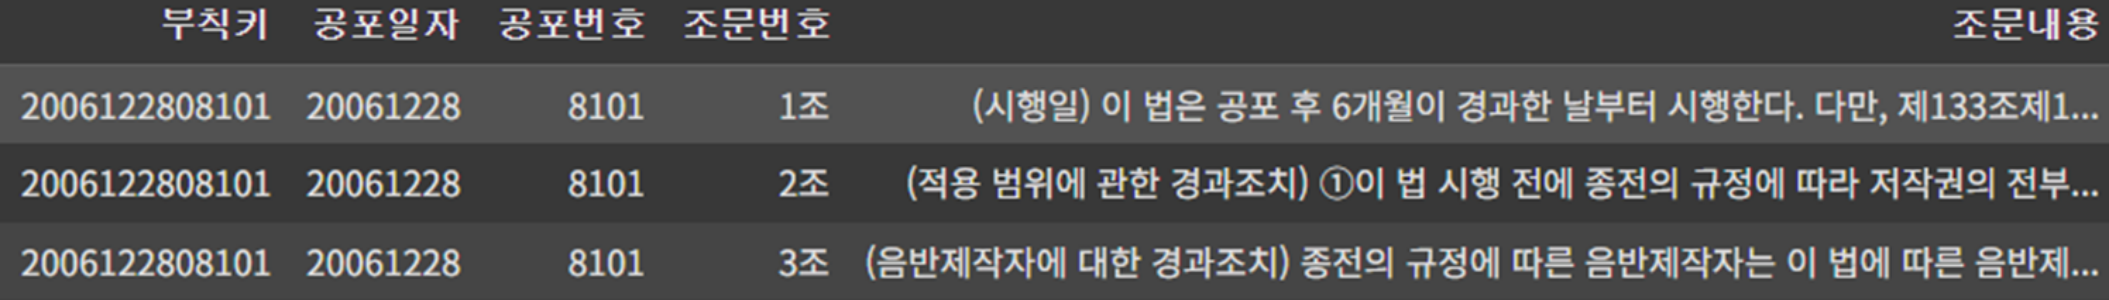 부칙키 공포일자 공포번호 조문번호 조문내용
2006122808101 20061228 8101 1조 (시행일) 이 법은 공포 후 6개월이 경과한 날부터 시행한다. 다만, 제133조제1...
2006122808101 20061228 8101 2조 (적용 범위에 관한 경과조치) ①이 법 시행 전에 종전의 규정에 따라 저작권의 전부...
2006122808101 20061228 8101 3조 (음반제작자에 대한 경과조치) 종전의 규정에 따른 음반제작자는 이 법에 따른 음반제...